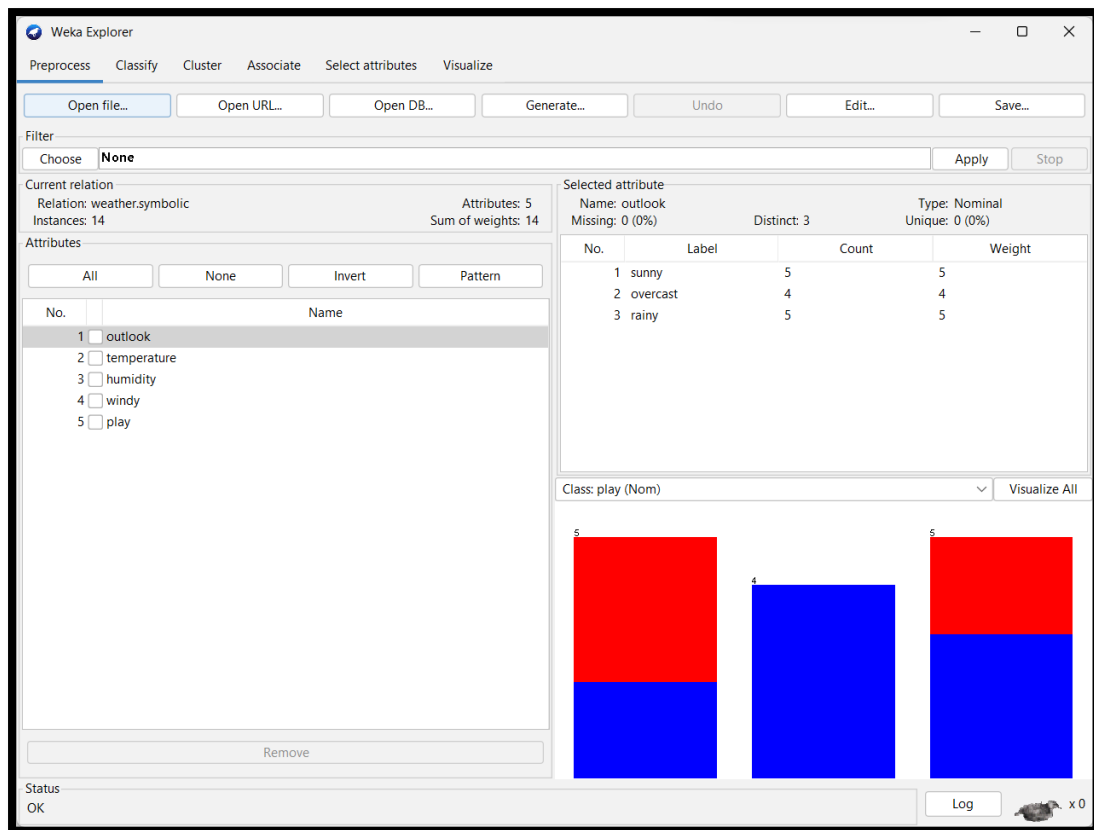 Weka Explorer
Preprocess Classify Cluster Associate Select attributes Visualize
Open file... Open URL... Open DB... Generate... Undo Edit... Save...
Filter
Choose None Apply Stop
Current relation
Relation: weather.symbolic Attributes: 5
Instances: 14 Sum of weights: 14
Attributes
All None Invert Pattern
No. Name
1 outlook
2 temperature
3 humidity
4 windy
5 play
Remove
Selected attribute
Name: outlook Type: Nominal
Missing: 0 (0%) Distinct: 3 Unique: 0 (0%)
No. Label Count Weight
1 sunny 5 5
2 overcast 4 4
3 rainy 5 5
Class: play (Nom) Visualize All
5 4 5
Status
OK
Log x 0